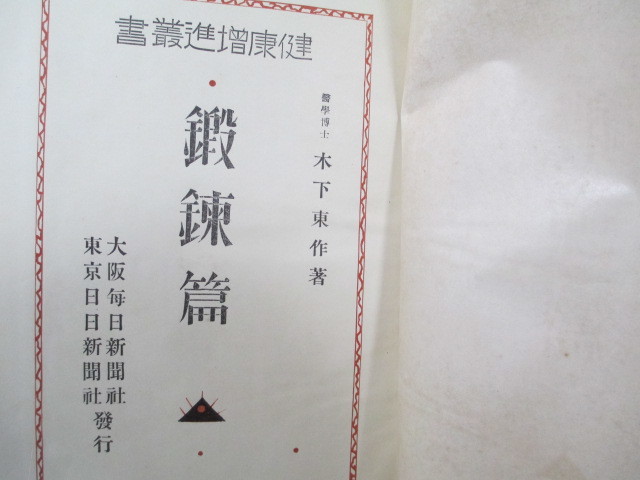 健康増進叢書
醫學博士 木下東作著
鍛錬篇
大阪每日新聞社
東京日日新聞社
發行